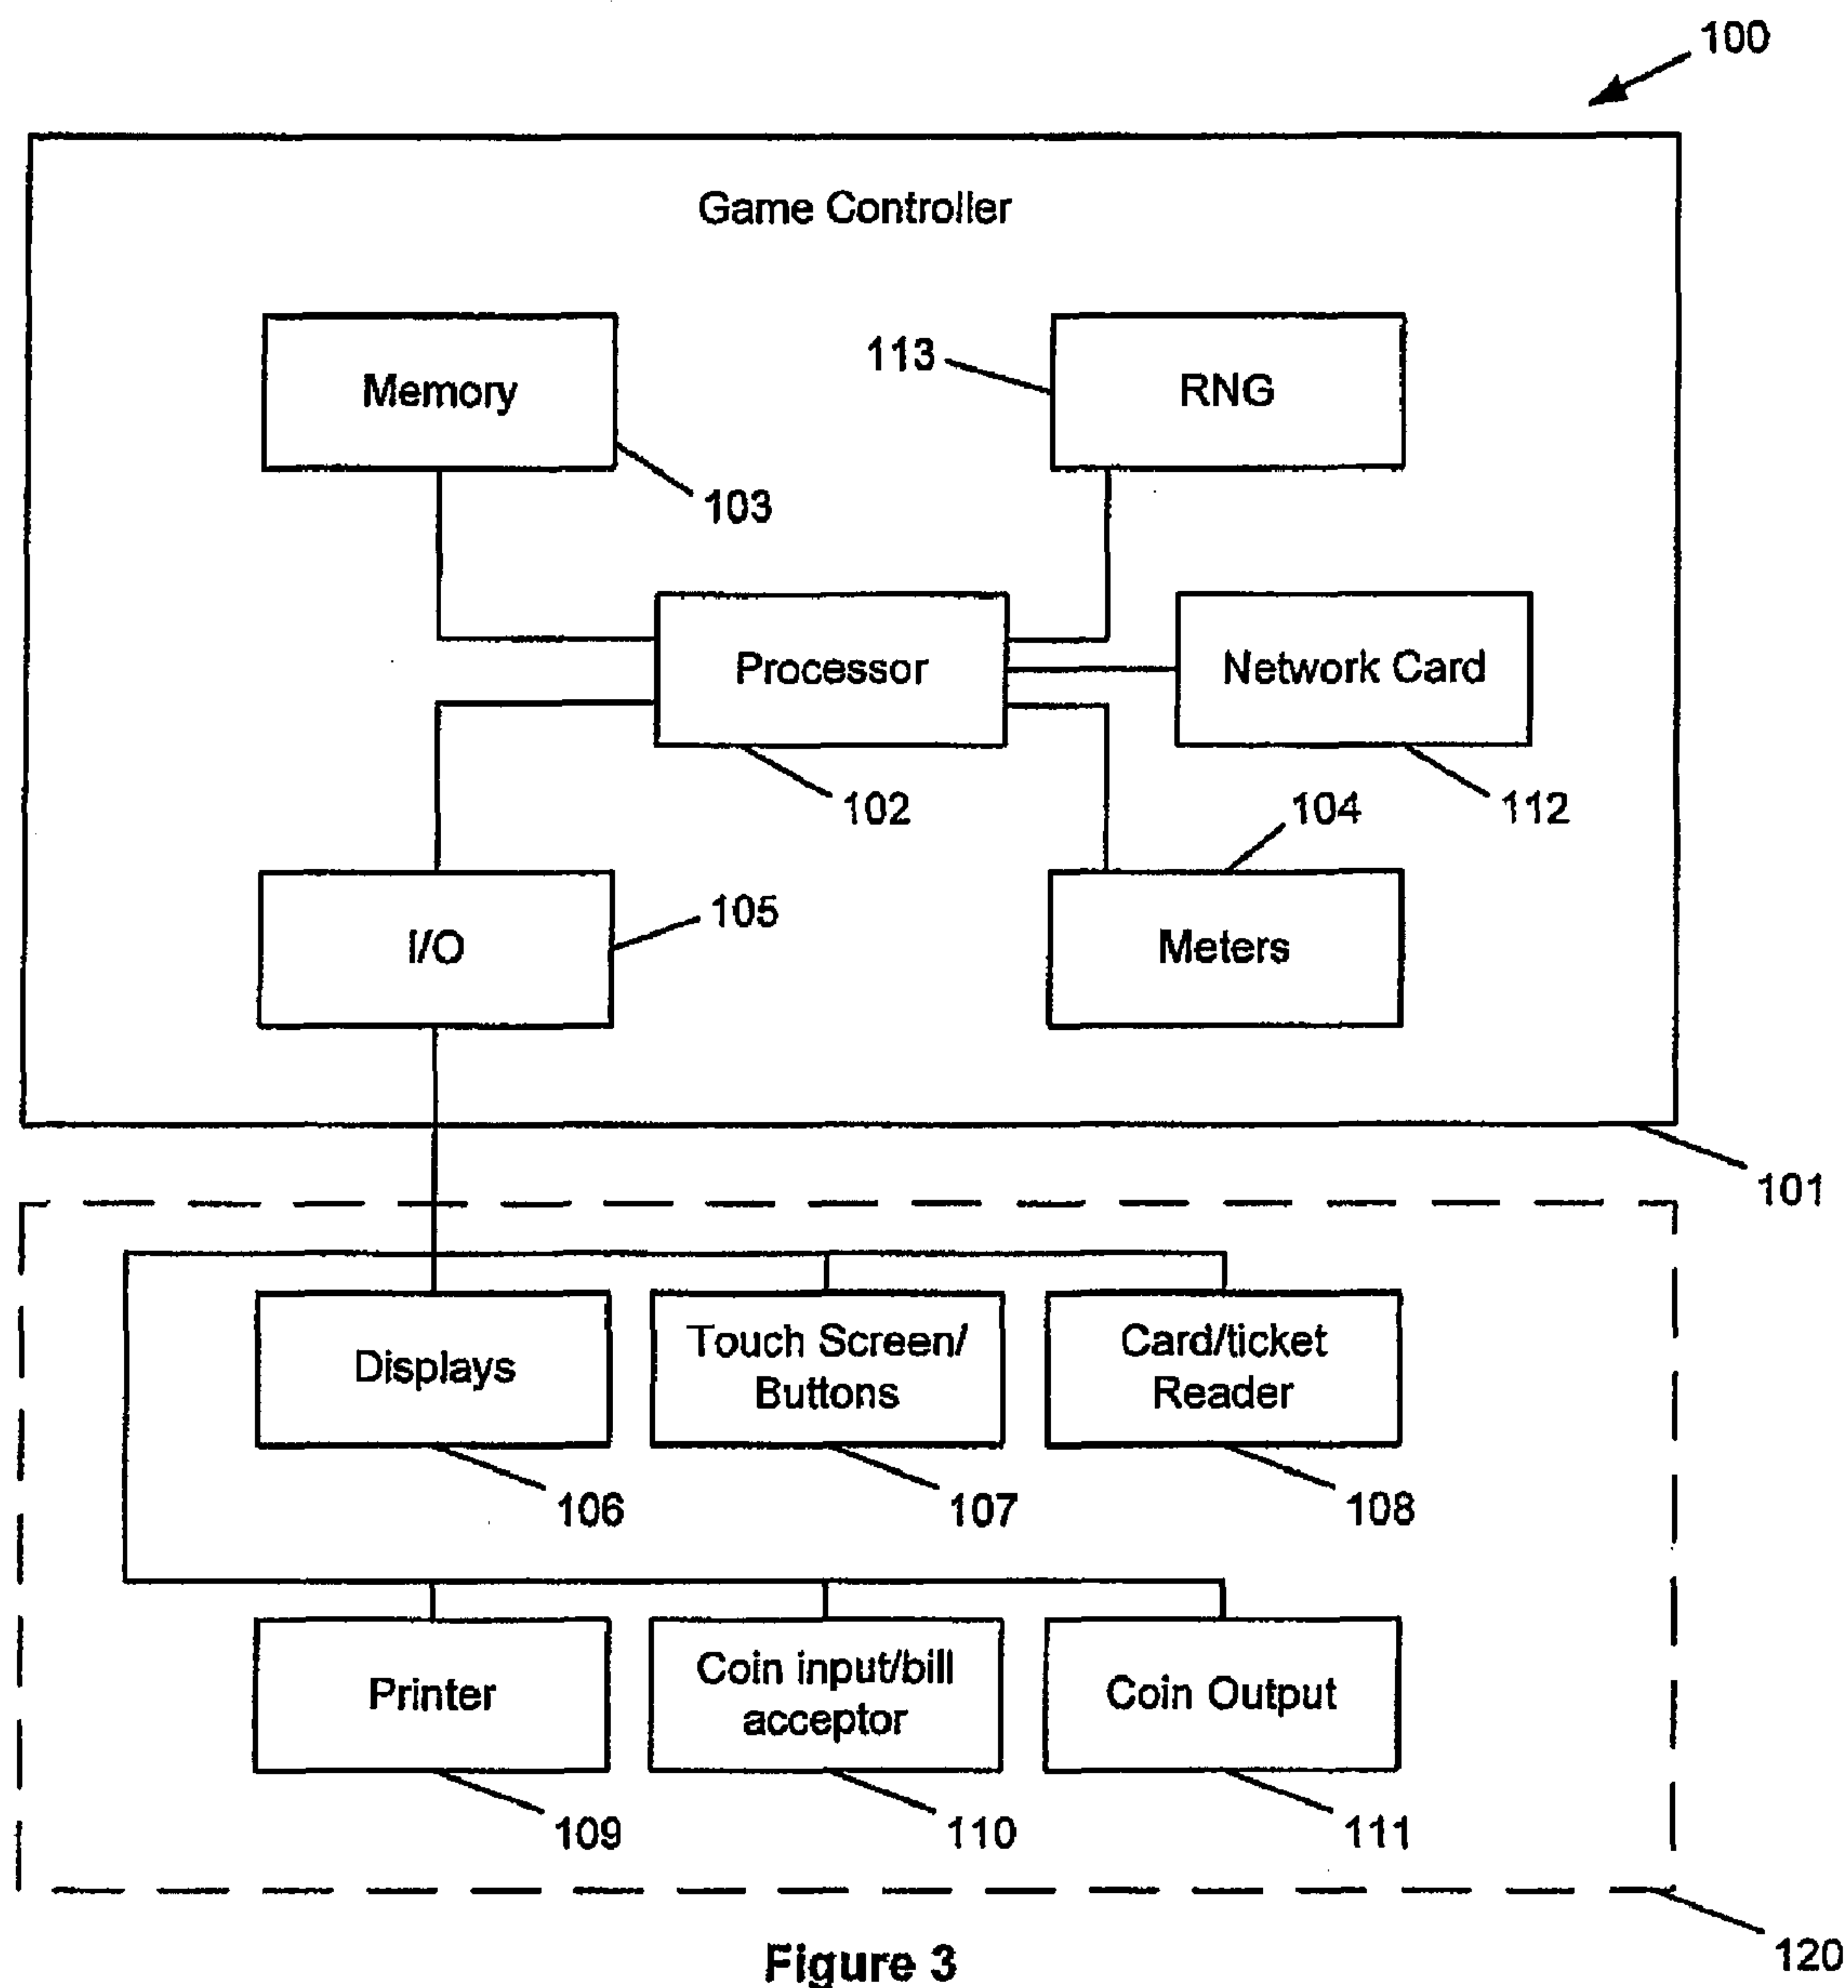 100
Game Controller
Memory
113
RNG
103
Processor
Network Card
102
104
112
I/O
105
Meters
101
Displays
Touch Screen/
Buttons
Card/ticket
Reader
106
107
108
Printer
Coin input/bill
acceptor
Coin Output
109
110
111
120
Figure 3